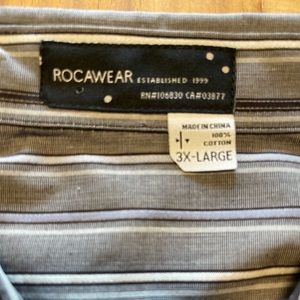 ROCAWEAR ESTABLISHED 1999
RN#106830 CA#03877
MADE IN CHINA
100%
COTTON
3X-LARGE